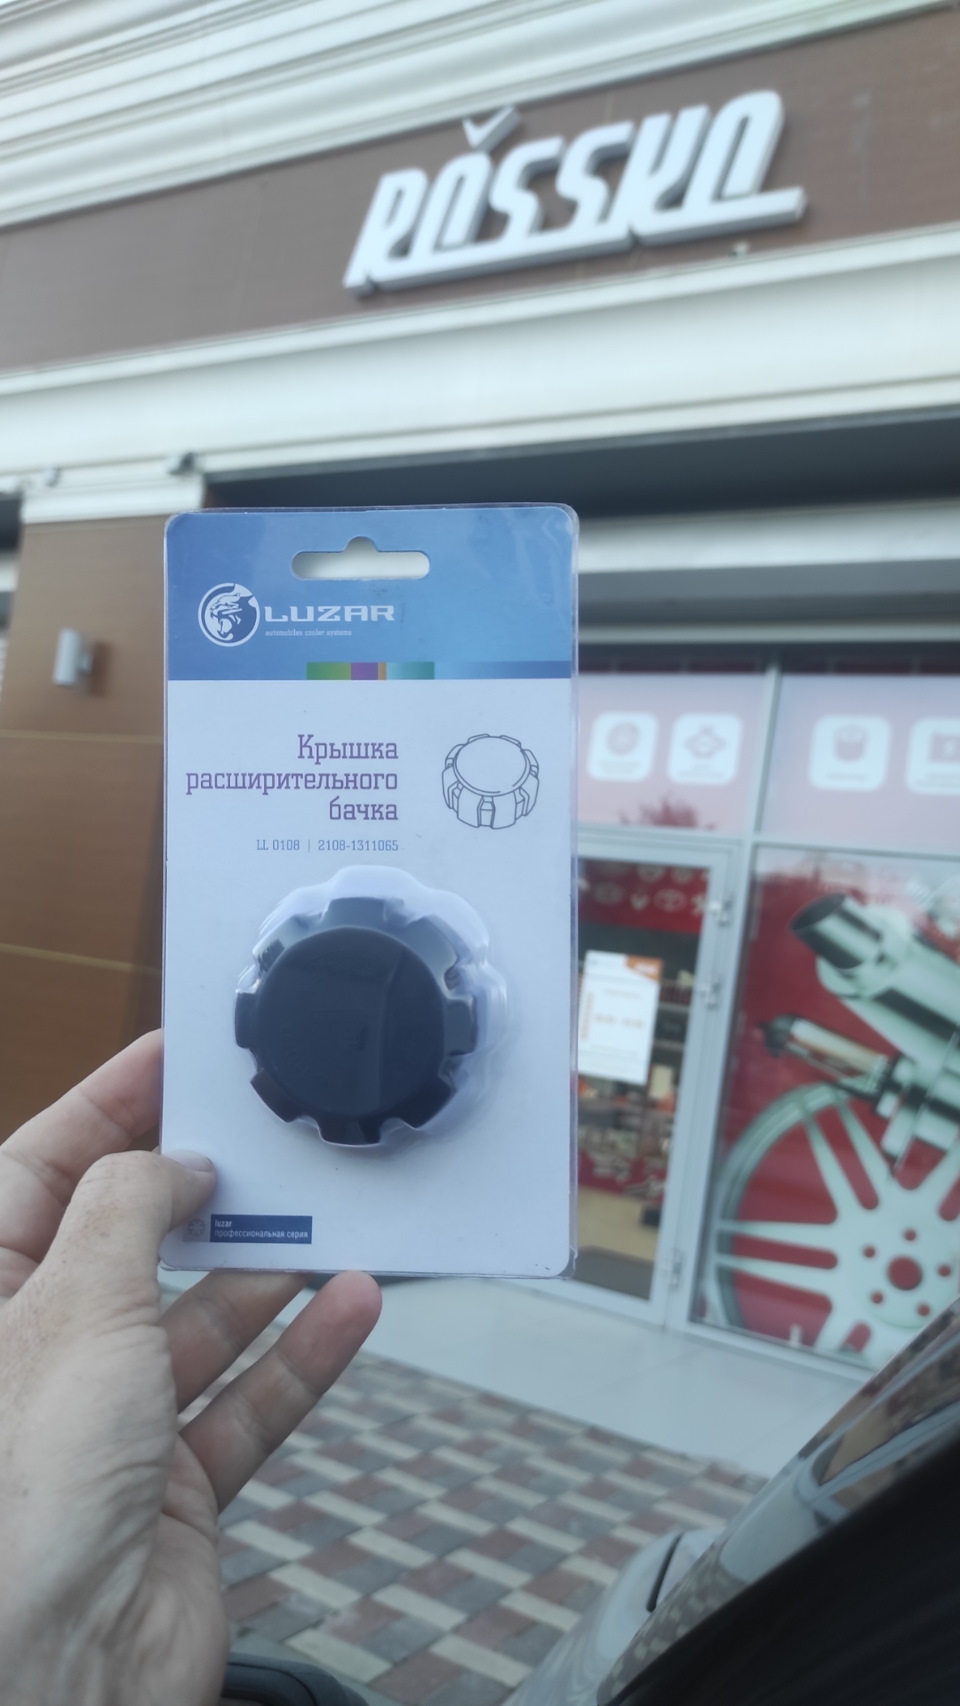 ROSSKO
LUZAR
automobiles cooler systems
Крышка
расширительного
бачка
LL 0108 | 2108-1311065
luzar
профессиональная серия